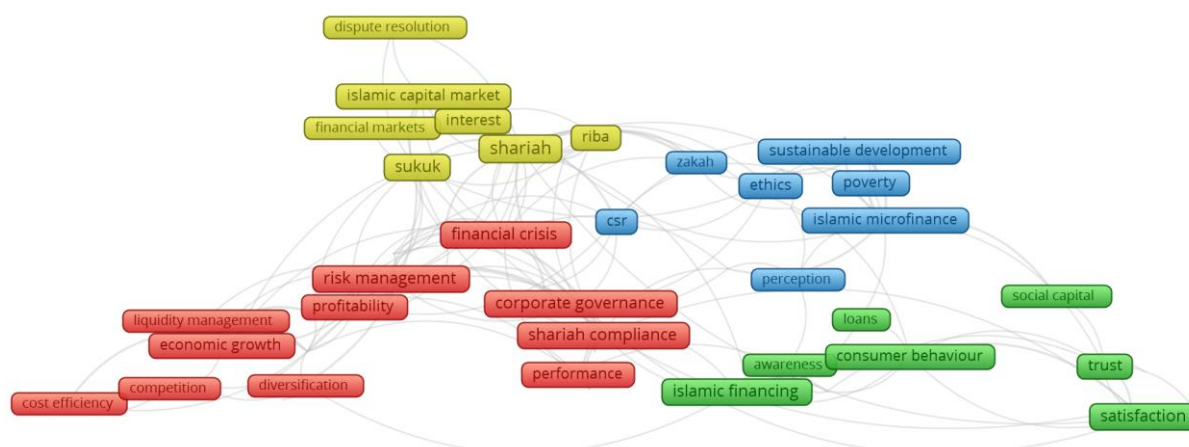 dispute resolution
islamic capital market
interest
financial markets
shariah
riba
sukuk
zakah
sustainable development
ethics
poverty
csr
islamic microfinance
financial crisis
risk management
perception
profitability
corporate governance
social capital
liquidity management
loans
economic growth
shariah compliance
awareness
consumer behaviour
trust
performance
competition
diversification
islamic financing
cost efficiency
satisfaction